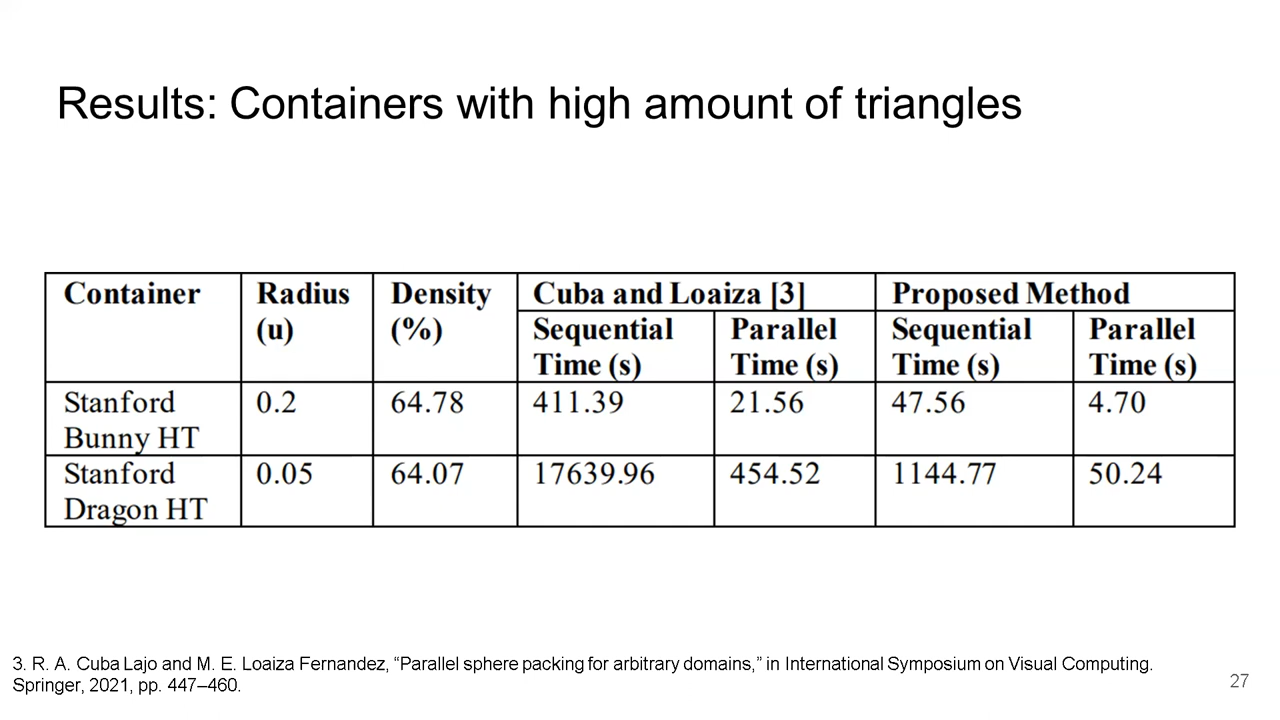 Results: Containers with high amount of triangles
Container Radius (u) Density (%) Cuba and Loaiza [3] Proposed Method
Sequential Time (s) Parallel Time (s) Sequential Time (s) Parallel Time (s)
Stanford Bunny HT 0.2 64.78 411.39 21.56 47.56 4.70
Stanford Dragon HT 0.05 64.07 17639.96 454.52 1144.77 50.24
3. R. A. Cuba Lajo and M. E. Loaiza Fernandez, “Parallel sphere packing for arbitrary domains,” in International Symposium on Visual Computing.
Springer, 2021, pp. 447–460.
27